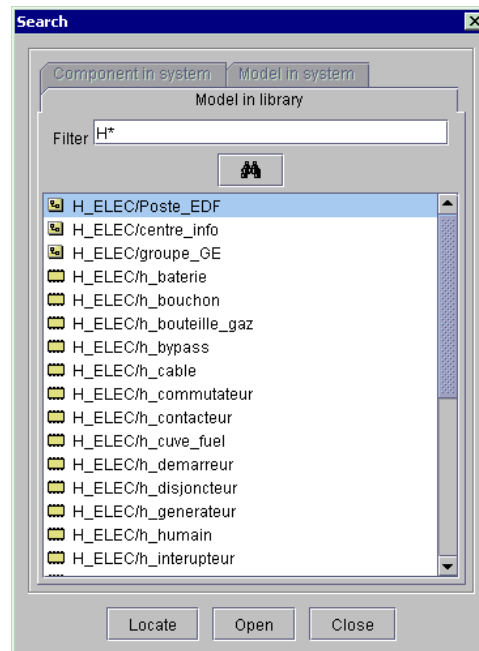 Search
Component in system Model in system
Model in library
Filter H*
H_ELEC/Poste_EDF
H_ELEC/centre_info
H_ELEC/groupe_GE
H_ELEC/h_baterie
H_ELEC/h_bouchon
H_ELEC/h_bouteille_gaz
H_ELEC/h_bypass
H_ELEC/h_cable
H_ELEC/h_commutateur
H_ELEC/h_contacteur
H_ELEC/h_cuve_fuel
H_ELEC/h_demarreur
H_ELEC/h_disjoncteur
H_ELEC/h_generateur
H_ELEC/h_humain
H_ELEC/h_interupteur
Locate Open Close